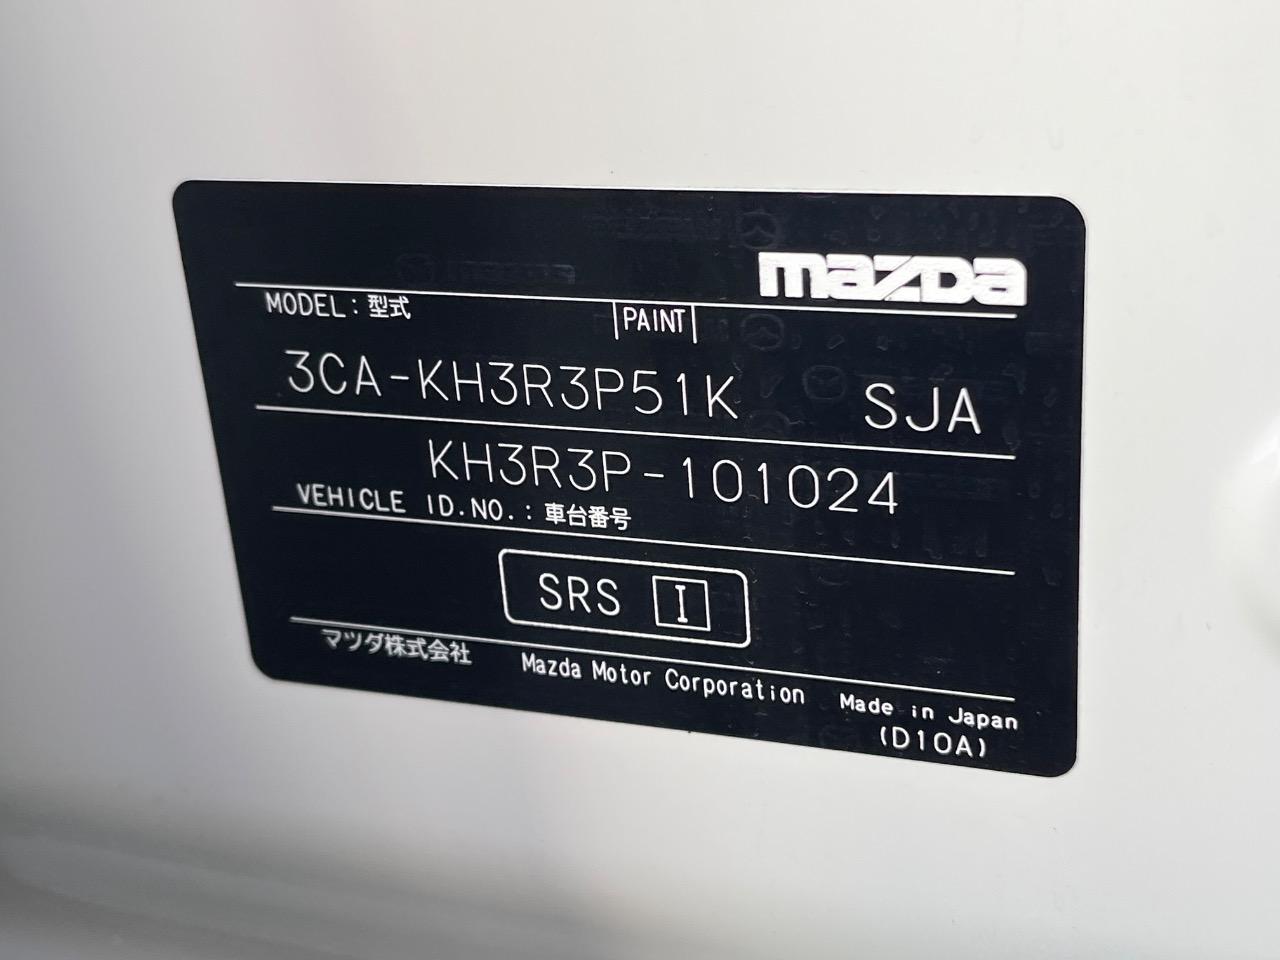 mazda
MODEL：型式 PAINT
3CA-KH3R3P51K SJA
KH3R3P-101024
VEHICLE ID.NO.：車台番号
SRS I
マツダ株式会社 Mazda Motor Corporation Made in Japan
(D10A)